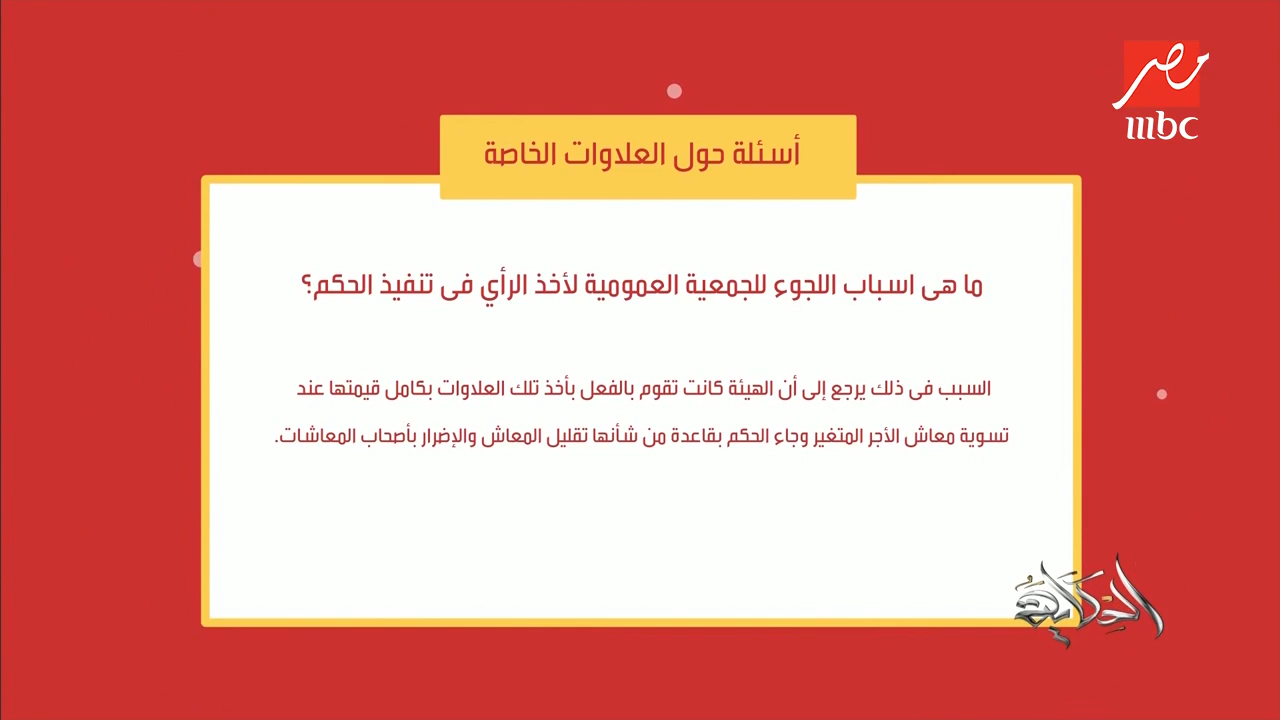 مصر
mbc
أسئلة حول العلاوات الخاصة
ما هى اسباب اللجوء للجمعية العمومية لأخذ الرأي فى تنفيذ الحكم؟
السبب فى ذلك يرجع إلى أن الهيئة كانت تقوم بالفعل بأخذ تلك العلاوات بكامل قيمتها عند
تسوية معاش الأجر المتغير وجاء الحكم بقاعدة من شأنها تقليل المعاش والإضرار بأصحاب المعاشات.
الحكاية